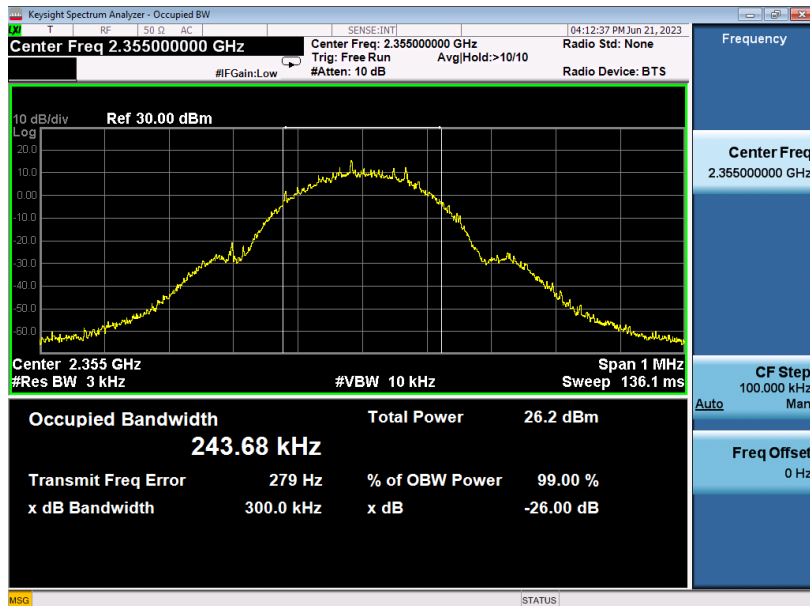 Keysight Spectrum Analyzer - Occupied BW
LXI T RF 50 Ω AC SENSE:INT 04:12:37 PM Jun 21, 2023
Center Freq 2.355000000 GHz
Center Freq: 2.355000000 GHz Radio Std: None
Trig: Free Run Avg|Hold:>10/10
#IFGain:Low #Atten: 10 dB Radio Device: BTS
10 dB/div Ref 30.00 dBm
Log
20.0
10.0
0.00
-10.0
-20.0
-30.0
-40.0
-50.0
-60.0
Center 2.355 GHz Span 1 MHz
#Res BW 3 kHz #VBW 10 kHz Sweep 136.1 ms
Occupied Bandwidth Total Power 26.2 dBm
243.68 kHz
Transmit Freq Error 279 Hz % of OBW Power 99.00 %
x dB Bandwidth 300.0 kHz x dB -26.00 dB
Frequency
Center Freq
2.355000000 GHz
CF Step
100.000 kHz
Auto Man
Freq Offset
0 Hz
MSG STATUS